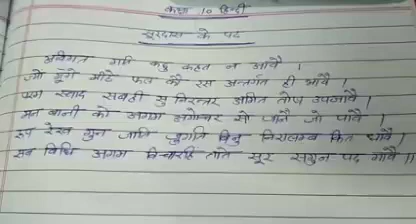 कक्षा 10 हिन्दी
सूरदास के पद
अविगत गति कछु कहत न आवै ।
ज्यों गूंगे मीठे फल को रस अन्तर्गत ही भावै ।
परम स्वाद सबही सु निरन्तर अमित तोष उपजावै ।
मन बानी को अगम अगोचर सो जानै जो पावै ।
रूप रेख गुन जाति जुगति बिनु निरालम्ब कित धावै ।
सब विधि अगम विचारहिं तातै सूर सगुन पद गावै ॥